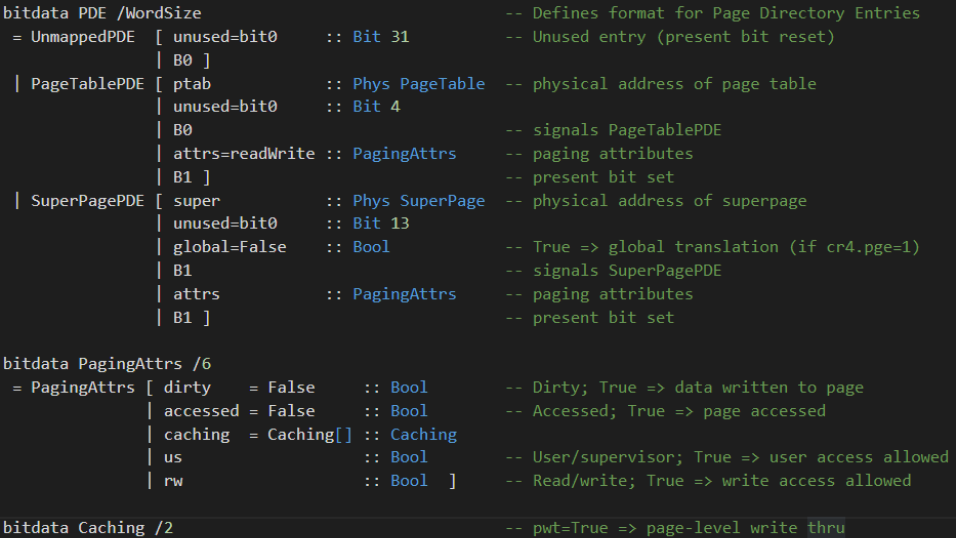 bitdata PDE /WordSize -- Defines format for Page Directory Entries
= UnmappedPDE [ unused=bit0 :: Bit 31 -- Unused entry (present bit reset)
| B0 ]
| PageTablePDE [ ptab :: Phys PageTable -- physical address of page table
| unused=bit0 :: Bit 4
| B0 -- signals PageTablePDE
| attrs=readWrite :: PagingAttrs -- paging attributes
| B1 ] -- present bit set
| SuperPagePDE [ super :: Phys SuperPage -- physical address of superpage
| unused=bit0 :: Bit 13
| global=False :: Bool -- True => global translation (if cr4.pge=1)
| B1 -- signals SuperPagePDE
| attrs :: PagingAttrs -- paging attributes
| B1 ] -- present bit set
bitdata PagingAttrs /6
= PagingAttrs [ dirty = False :: Bool -- Dirty; True => data written to page
| accessed = False :: Bool -- Accessed; True => page accessed
| caching = Caching[] :: Caching
| us :: Bool -- User/supervisor; True => user access allowed
| rw :: Bool ] -- Read/write; True => write access allowed
bitdata Caching /2 -- pwt=True => page-level write thru